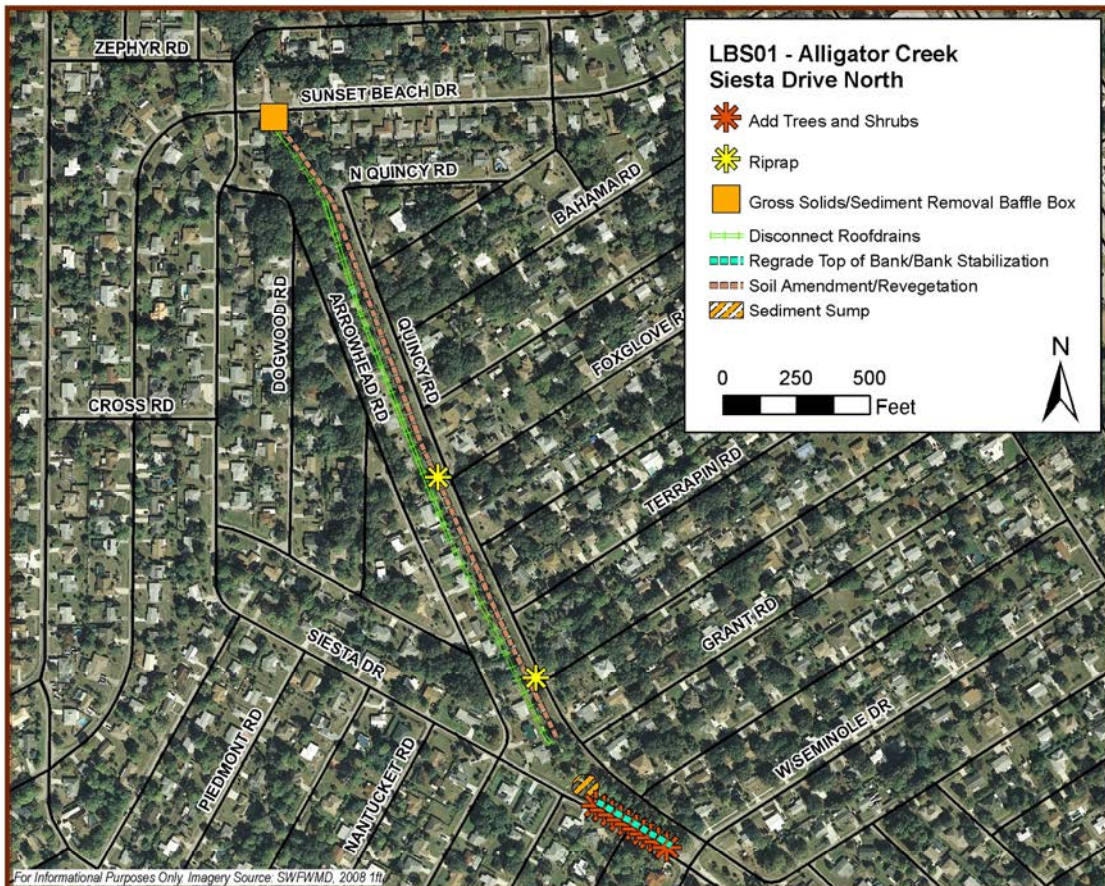 LBS01 - Alligator Creek
Siesta Drive North
Add Trees and Shrubs
Riprap
Gross Solids/Sediment Removal Baffle Box
Disconnect Roofdrains
Regrade Top of Bank/Bank Stabilization
Soil Amendment/Revegetation
Sediment Sump
0 250 500
Feet
N
ZEPHYR RD
SUNSET BEACH DR
N QUINCY RD
BAHAMA RD
DOGWOOD RD
ARROWHEAD RD
QUINCY RD
FOXGLOVE R
CROSS RD
TERRAPIN RD
GRANT RD
SIESTA DR
W SEMINOLE DR
PIEDMONT RD
NANTUCKET RD
For Informational Purposes Only. Imagery Source: SWFWMD, 2008 1ft